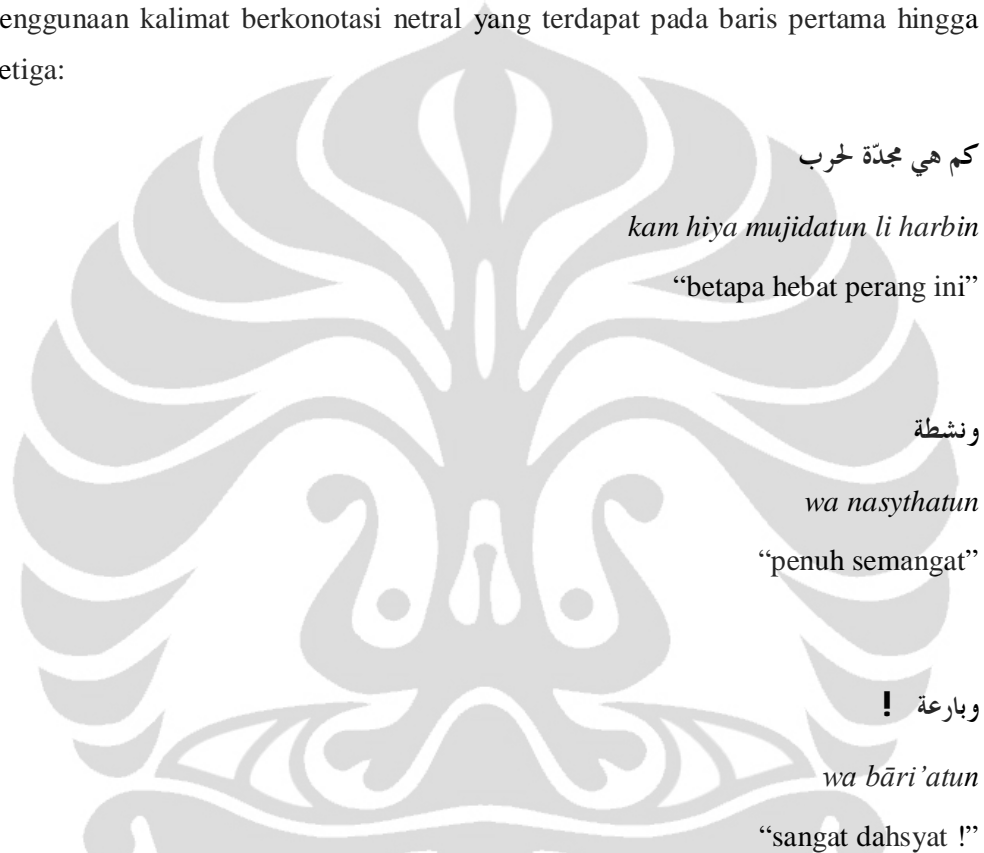 enggunaan kalimat berkonotasi netral yang terdapat pada baris pertama hingga
etiga:
كم هي مجدّة لحرب
kam hiya mujidatun li harbin
“betapa hebat perang ini”
ونشطة
wa nasythatun
“penuh semangat”
وبارعة !
wa bāri’atun
“sangat dahsyat !”